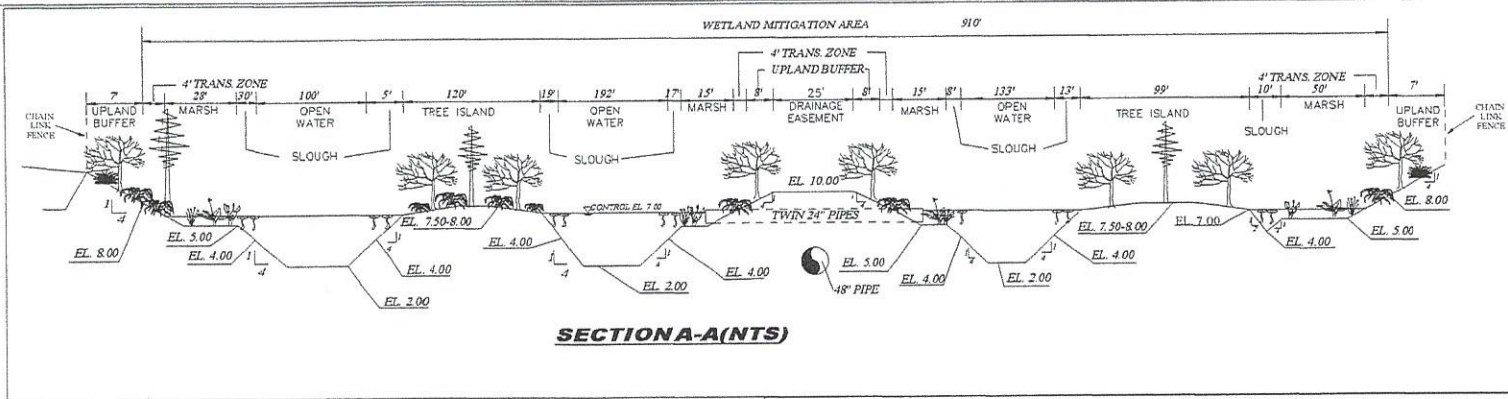 WETLAND MITIGATION AREA 910'
4' TRANS. ZONE
UPLAND BUFFER
4' TRANS. ZONE
4' TRANS. ZONE
7' 28' 30' 100' 5' 120' 19' 192' 17' 15' 8' 25' 8' 15' 8' 133' 13' 99' 10' 50' 7'
CHAIN
LINK
FENCE
UPLAND
BUFFER
MARSH
OPEN
WATER
SLOUGH
TREE ISLAND
OPEN
WATER
SLOUGH
MARSH
DRAINAGE
EASEMENT
MARSH
OPEN
WATER
SLOUGH
TREE ISLAND
SLOUGH
MARSH
UPLAND
BUFFER
CHAIN
LINK
FENCE
EL. 10.00
CONTROL EL 7.00
TWIN 24" PIPES
48" PIPE
EL. 8.00
EL. 5.00
EL. 4.00
1
4
EL. 2.00
EL. 4.00
EL. 7.50-8.00
EL. 4.00
EL. 2.00
EL. 4.00
EL. 5.00
EL. 4.00
EL. 2.00
EL. 4.00
EL. 7.50-8.00
EL. 7.00
EL. 4.00
EL. 5.00
EL. 8.00
SECTION A-A(NTS)